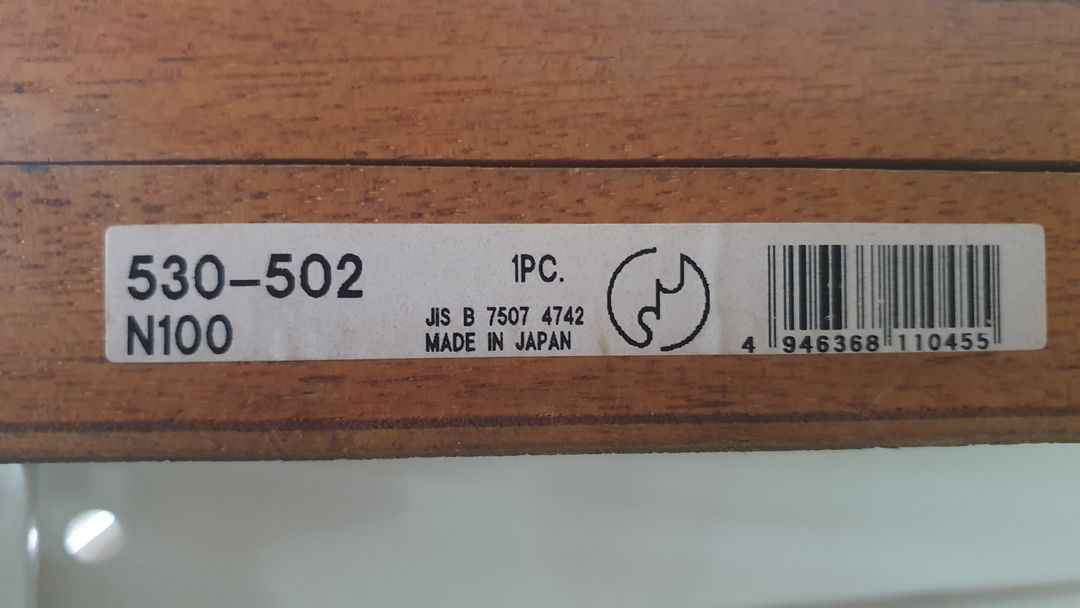 530-502
N100
1PC.
JiS B 7507 4742
MADE IN JAPAN
4 946368 110455